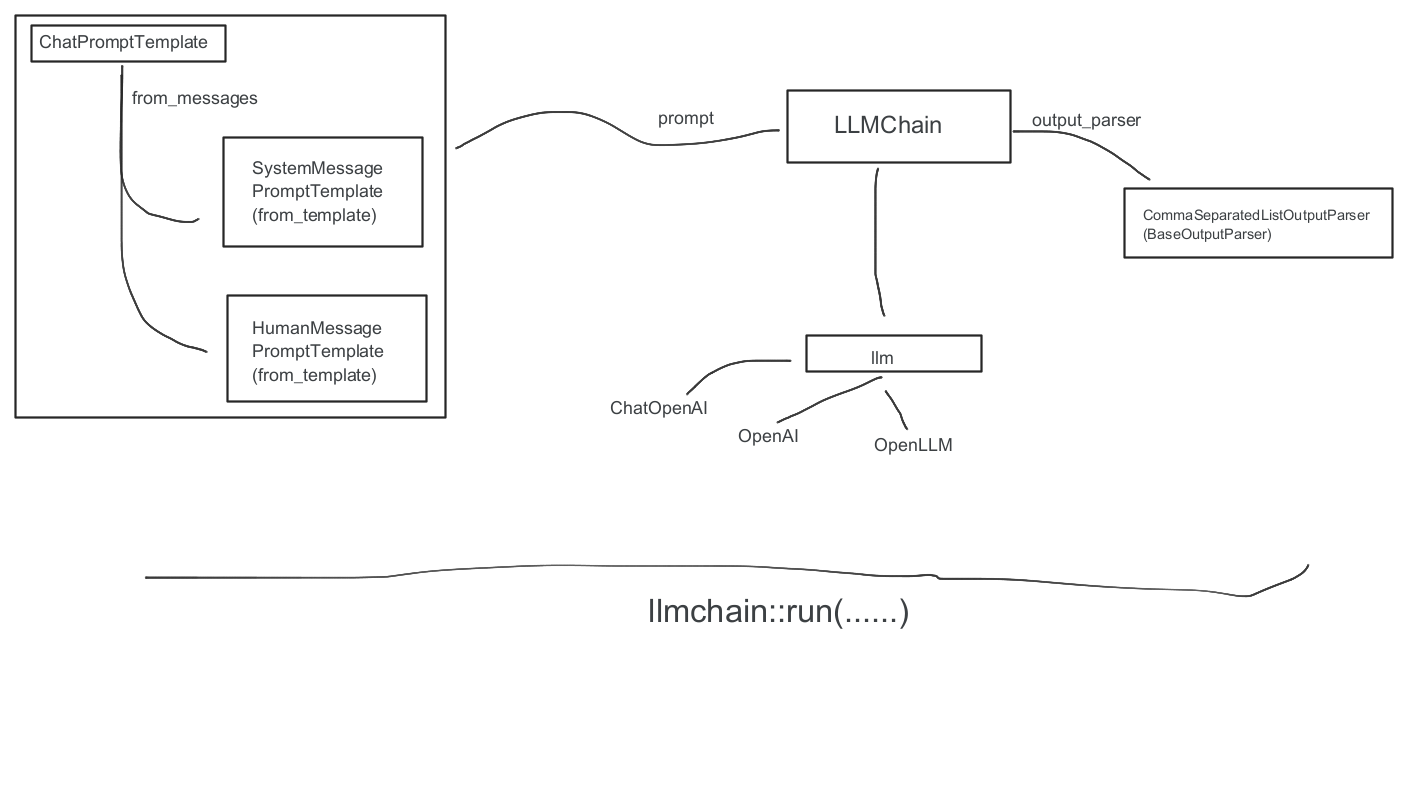 ChatPromptTemplate
from_messages
SystemMessage
PromptTemplate
(from_template)
HumanMessage
PromptTemplate
(from_template)
prompt
LLMChain
output_parser
CommaSeparatedListOutputParser
(BaseOutputParser)
llm
ChatOpenAI
OpenAI
OpenLLM
llmchain::run(......)